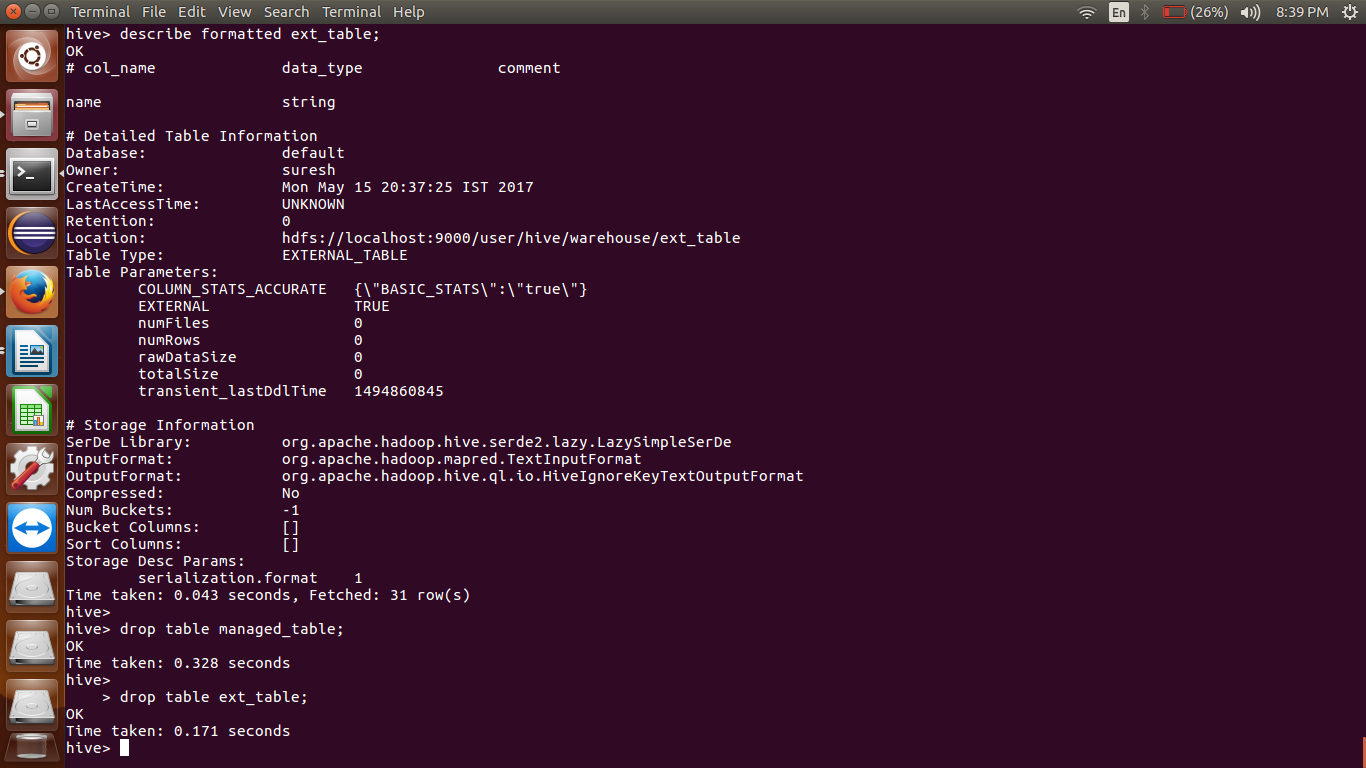 Terminal File Edit View Search Terminal Help En (26%) 8:39 PM
hive> describe formatted ext_table;
OK
# col_name data_type comment
name string
# Detailed Table Information
Database: default
Owner: suresh
CreateTime: Mon May 15 20:37:25 IST 2017
LastAccessTime: UNKNOWN
Retention: 0
Location: hdfs://localhost:9000/user/hive/warehouse/ext_table
Table Type: EXTERNAL_TABLE
Table Parameters:
COLUMN_STATS_ACCURATE {\"BASIC_STATS\":\"true\"}
EXTERNAL TRUE
numFiles 0
numRows 0
rawDataSize 0
totalSize 0
transient_lastDdlTime 1494860845
# Storage Information
SerDe Library: org.apache.hadoop.hive.serde2.lazy.LazySimpleSerDe
InputFormat: org.apache.hadoop.mapred.TextInputFormat
OutputFormat: org.apache.hadoop.hive.ql.io.HiveIgnoreKeyTextOutputFormat
Compressed: No
Num Buckets: -1
Bucket Columns: []
Sort Columns: []
Storage Desc Params:
serialization.format 1
Time taken: 0.043 seconds, Fetched: 31 row(s)
hive>
hive> drop table managed_table;
OK
Time taken: 0.328 seconds
hive>
> drop table ext_table;
OK
Time taken: 0.171 seconds
hive>